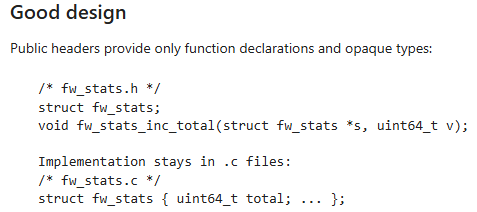 Good design
Public headers provide only function declarations and opaque types:
/* fw_stats.h */
struct fw_stats;
void fw_stats_inc_total(struct fw_stats *s, uint64_t v);
Implementation stays in .c files:
/* fw_stats.c */
struct fw_stats { uint64_t total; ... };